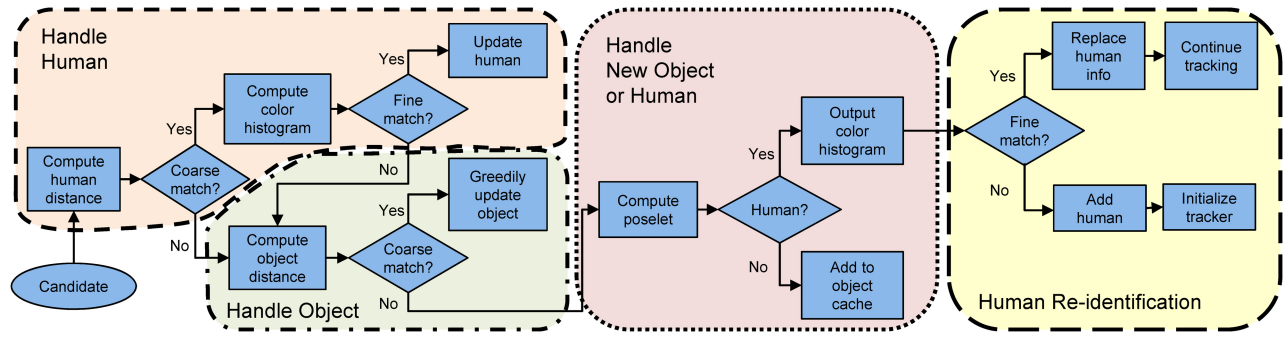 Handle
Human
Update
human
Yes
Compute
color
histogram
Fine
match?
Yes
Compute
human
distance
Coarse
match?
No
No
Candidate
Greedily
update
object
Yes
Compute
object
distance
Coarse
match?
No
Handle Object
Handle
New Object
or Human
Output
color
histogram
Yes
Compute
poselet
Human?
No
Add to
object
cache
Replace
human
info
Continue
tracking
Yes
Fine
match?
No
Add
human
Initialize
tracker
Human Re-identification